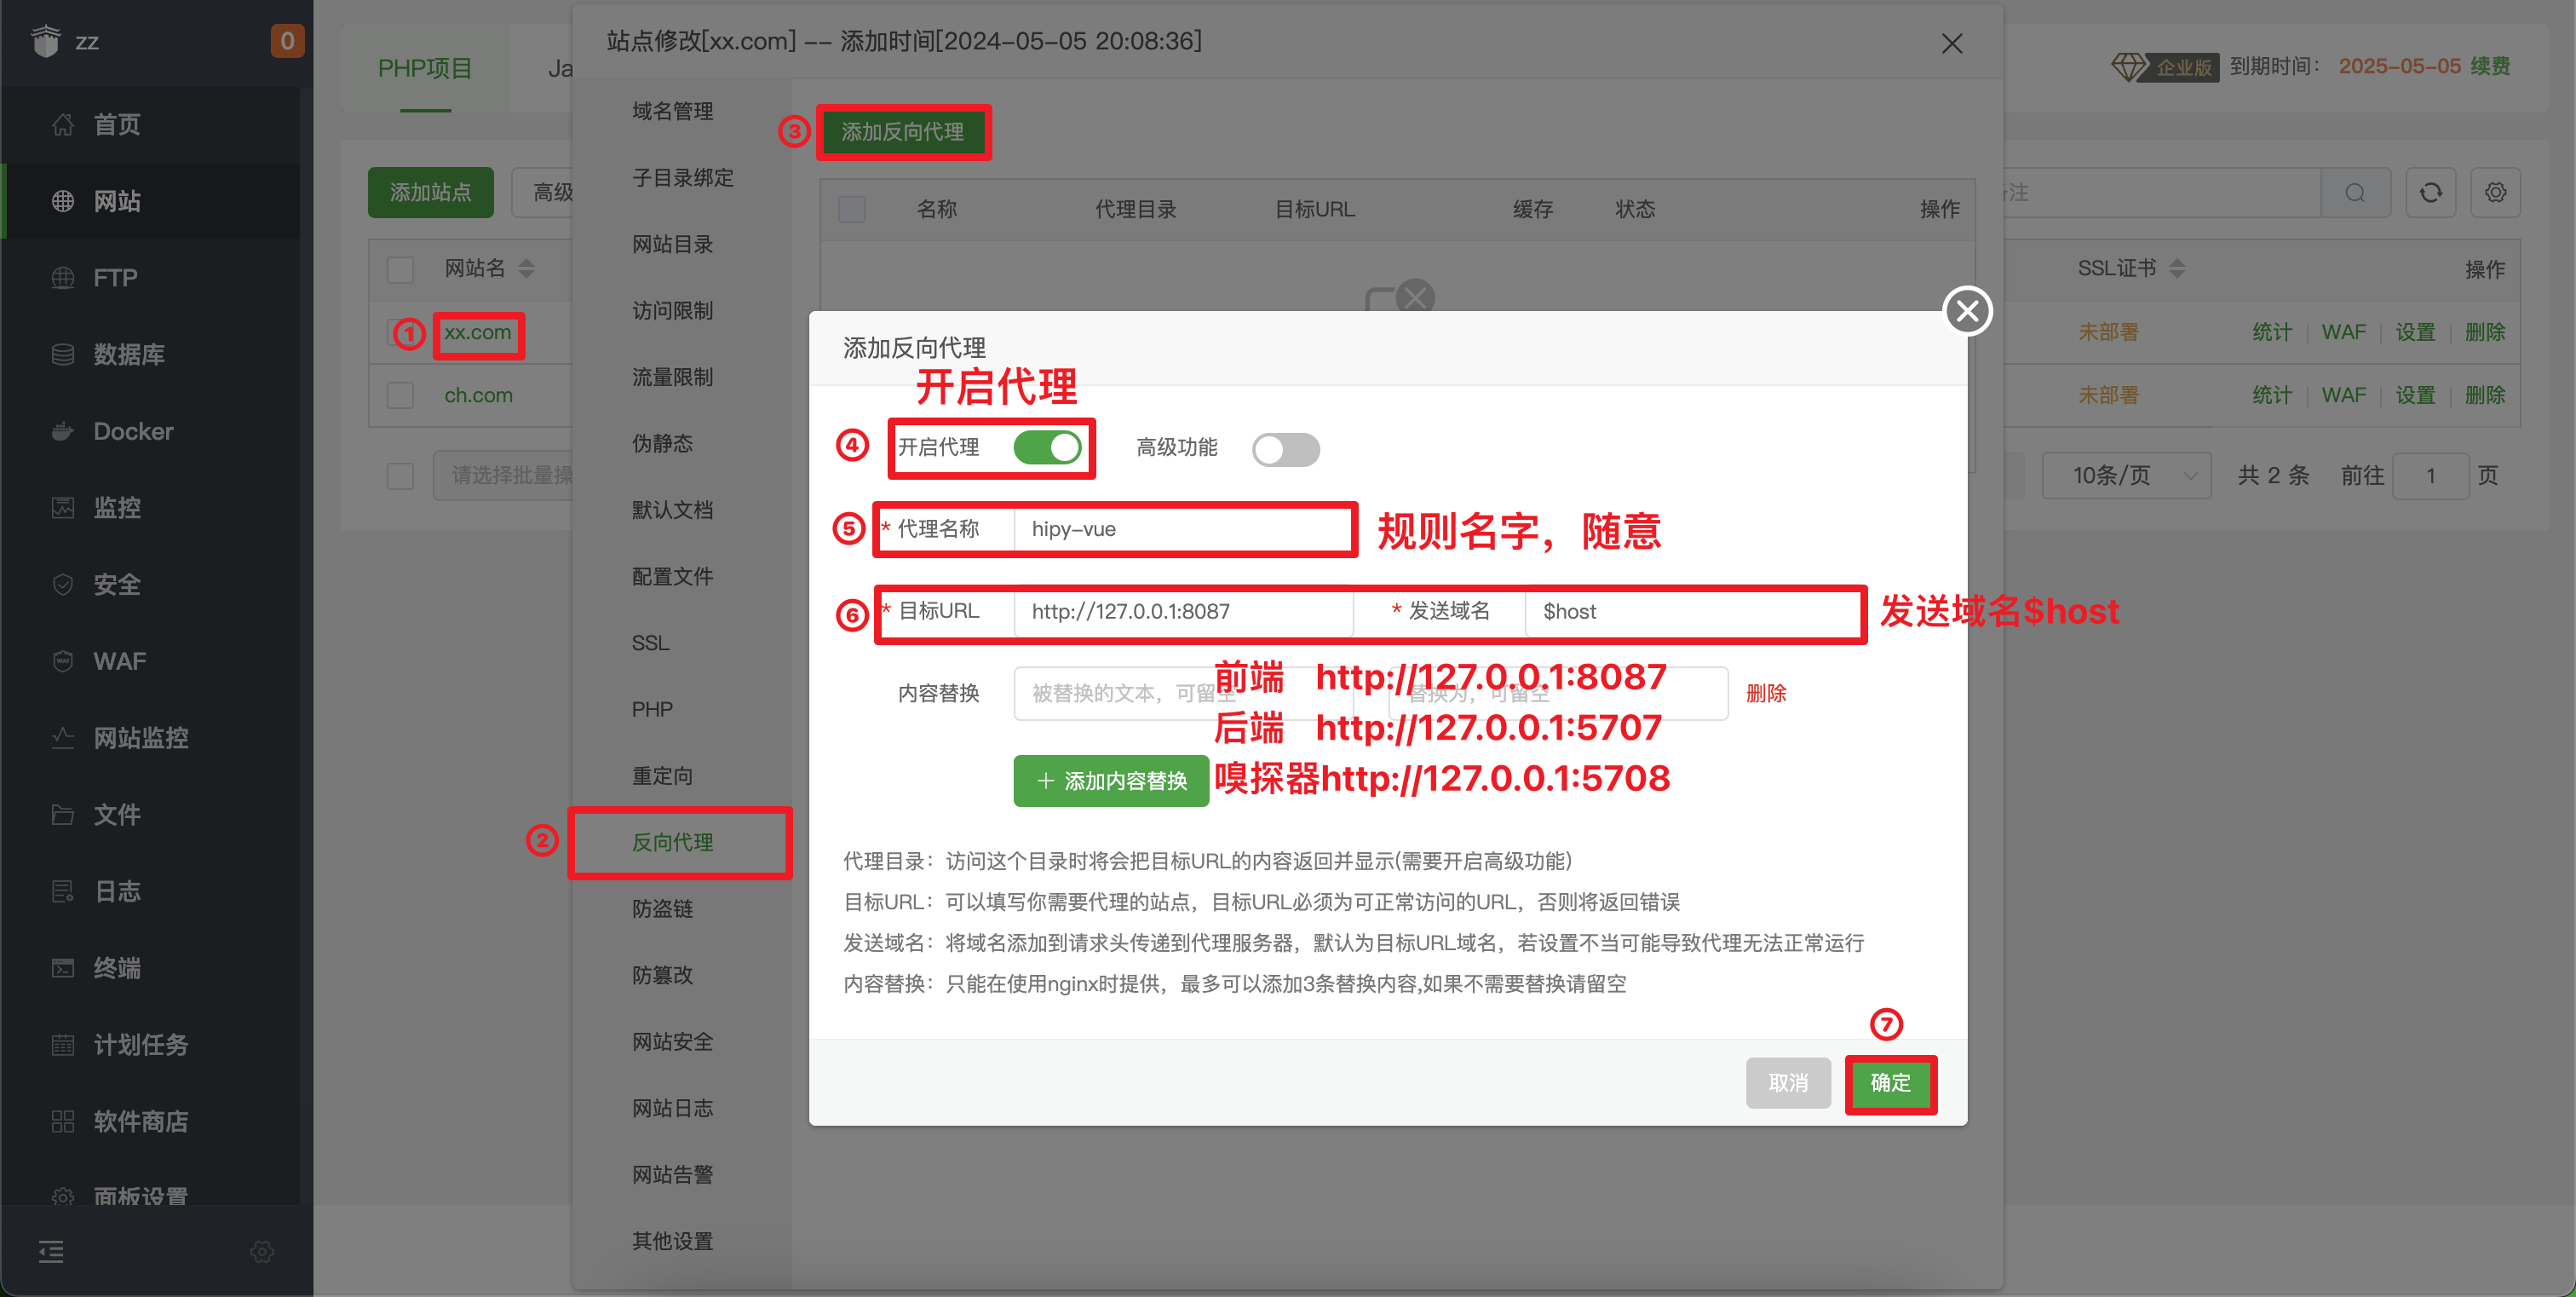 zz
0
首页
网站
FTP
数据库
Docker
监控
安全
WAF
网站监控
文件
日志
终端
计划任务
软件商店
面板设置
PHP项目
Ja
企业版
到期时间：
2025-05-05
续费
添加站点
高级
注
网站名
SSL证书
操作
① xx.com
未部署
统计 | WAF | 设置 | 删除
ch.com
未部署
统计 | WAF | 设置 | 删除
请选择批量操
10条/页
共 2 条
前往
1
页
站点修改[xx.com] -- 添加时间[2024-05-05 20:08:36]
域名管理
子目录绑定
网站目录
访问限制
流量限制
伪静态
默认文档
配置文件
SSL
PHP
重定向
② 反向代理
防盗链
防篡改
网站安全
网站日志
网站告警
其他设置
③ 添加反向代理
名称
代理目录
目标URL
缓存
状态
操作
添加反向代理
开启代理
④ 开启代理
高级功能
⑤ * 代理名称 hipy-vue 规则名字，随意
⑥ * 目标URL http://127.0.0.1:8087 * 发送域名 $host 发送域名$host
内容替换 被替换的文本，可留空 替换为，可留空 删除
前端 http://127.0.0.1:8087
后端 http://127.0.0.1:5707
嗅探器http://127.0.0.1:5708
+ 添加内容替换
代理目录：访问这个目录时将会把目标URL的内容返回并显示(需要开启高级功能)
目标URL：可以填写你需要代理的站点，目标URL必须为可正常访问的URL，否则将返回错误
发送域名：将域名添加到请求头传递到代理服务器，默认为目标URL域名，若设置不当可能导致代理无法正常运行
内容替换：只能在使用nginx时提供，最多可以添加3条替换内容,如果不需要替换请留空
⑦
取消
确定